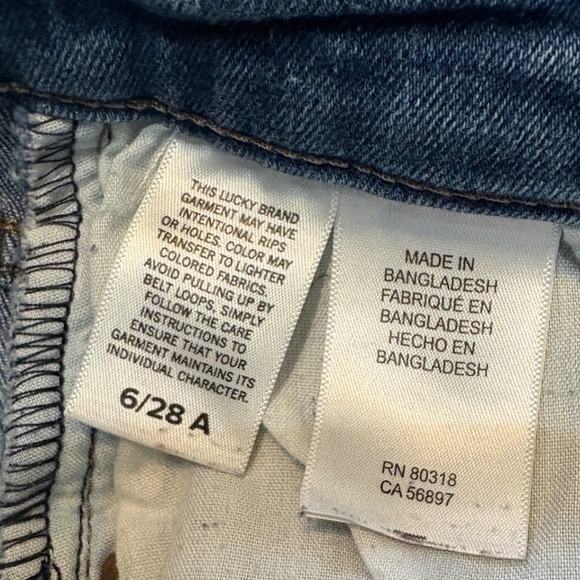 THIS LUCKY BRAND
GARMENT MAY HAVE
INTENTIONAL RIPS
OR HOLES. COLOR MAY
TRANSFER TO LIGHTER
COLORED FABRICS.
AVOID PULLING UP BY
BELT LOOPS. SIMPLY
FOLLOW THE CARE
INSTRUCTIONS TO
ENSURE THAT YOUR
GARMENT MAINTAINS ITS
INDIVIDUAL CHARACTER.
6/28 A
MADE IN
BANGLADESH
FABRIQUÉ EN
BANGLADESH
HECHO EN
BANGLADESH
RN 80318
CA 56897